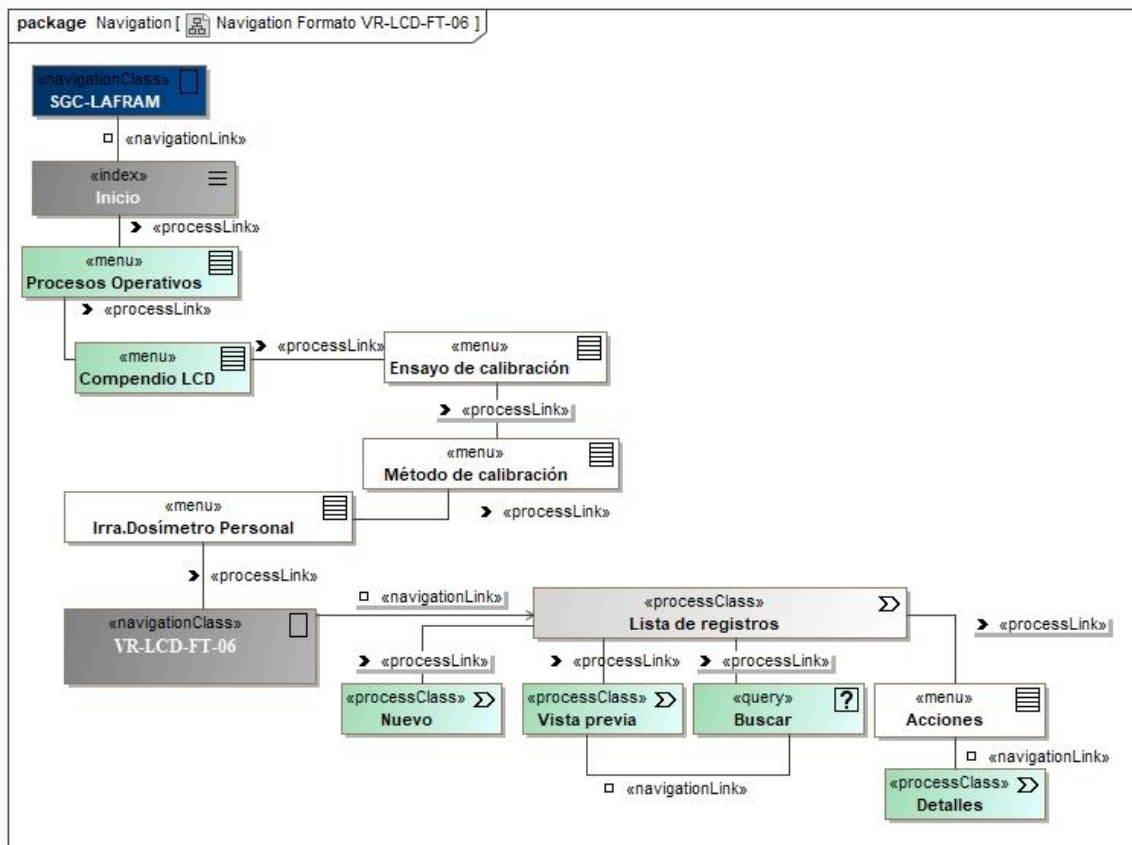 package Navigation [ Navigation Formato VR-LCD-FT-06 ]
«navigationClass»
SGC-LAFRAM
«navigationLink»
«index»
Inicio
«processLink»
«menu»
Procesos Operativos
«processLink»
«menu»
Compendio LCD
«processLink»
«menu»
Ensayo de calibración
«processLink»
«menu»
Método de calibración
«processLink»
«menu»
Irra.Dosímetro Personal
«processLink»
«navigationClass»
VR-LCD-FT-06
«navigationLink»
«processClass»
Lista de registros
«processLink»
«processLink»
«processLink»
«processLink»
«processClass»
Nuevo
«processClass»
Vista previa
«query»
?
Buscar
«menu»
Acciones
«navigationLink»
«navigationLink»
«processClass»
Detalles